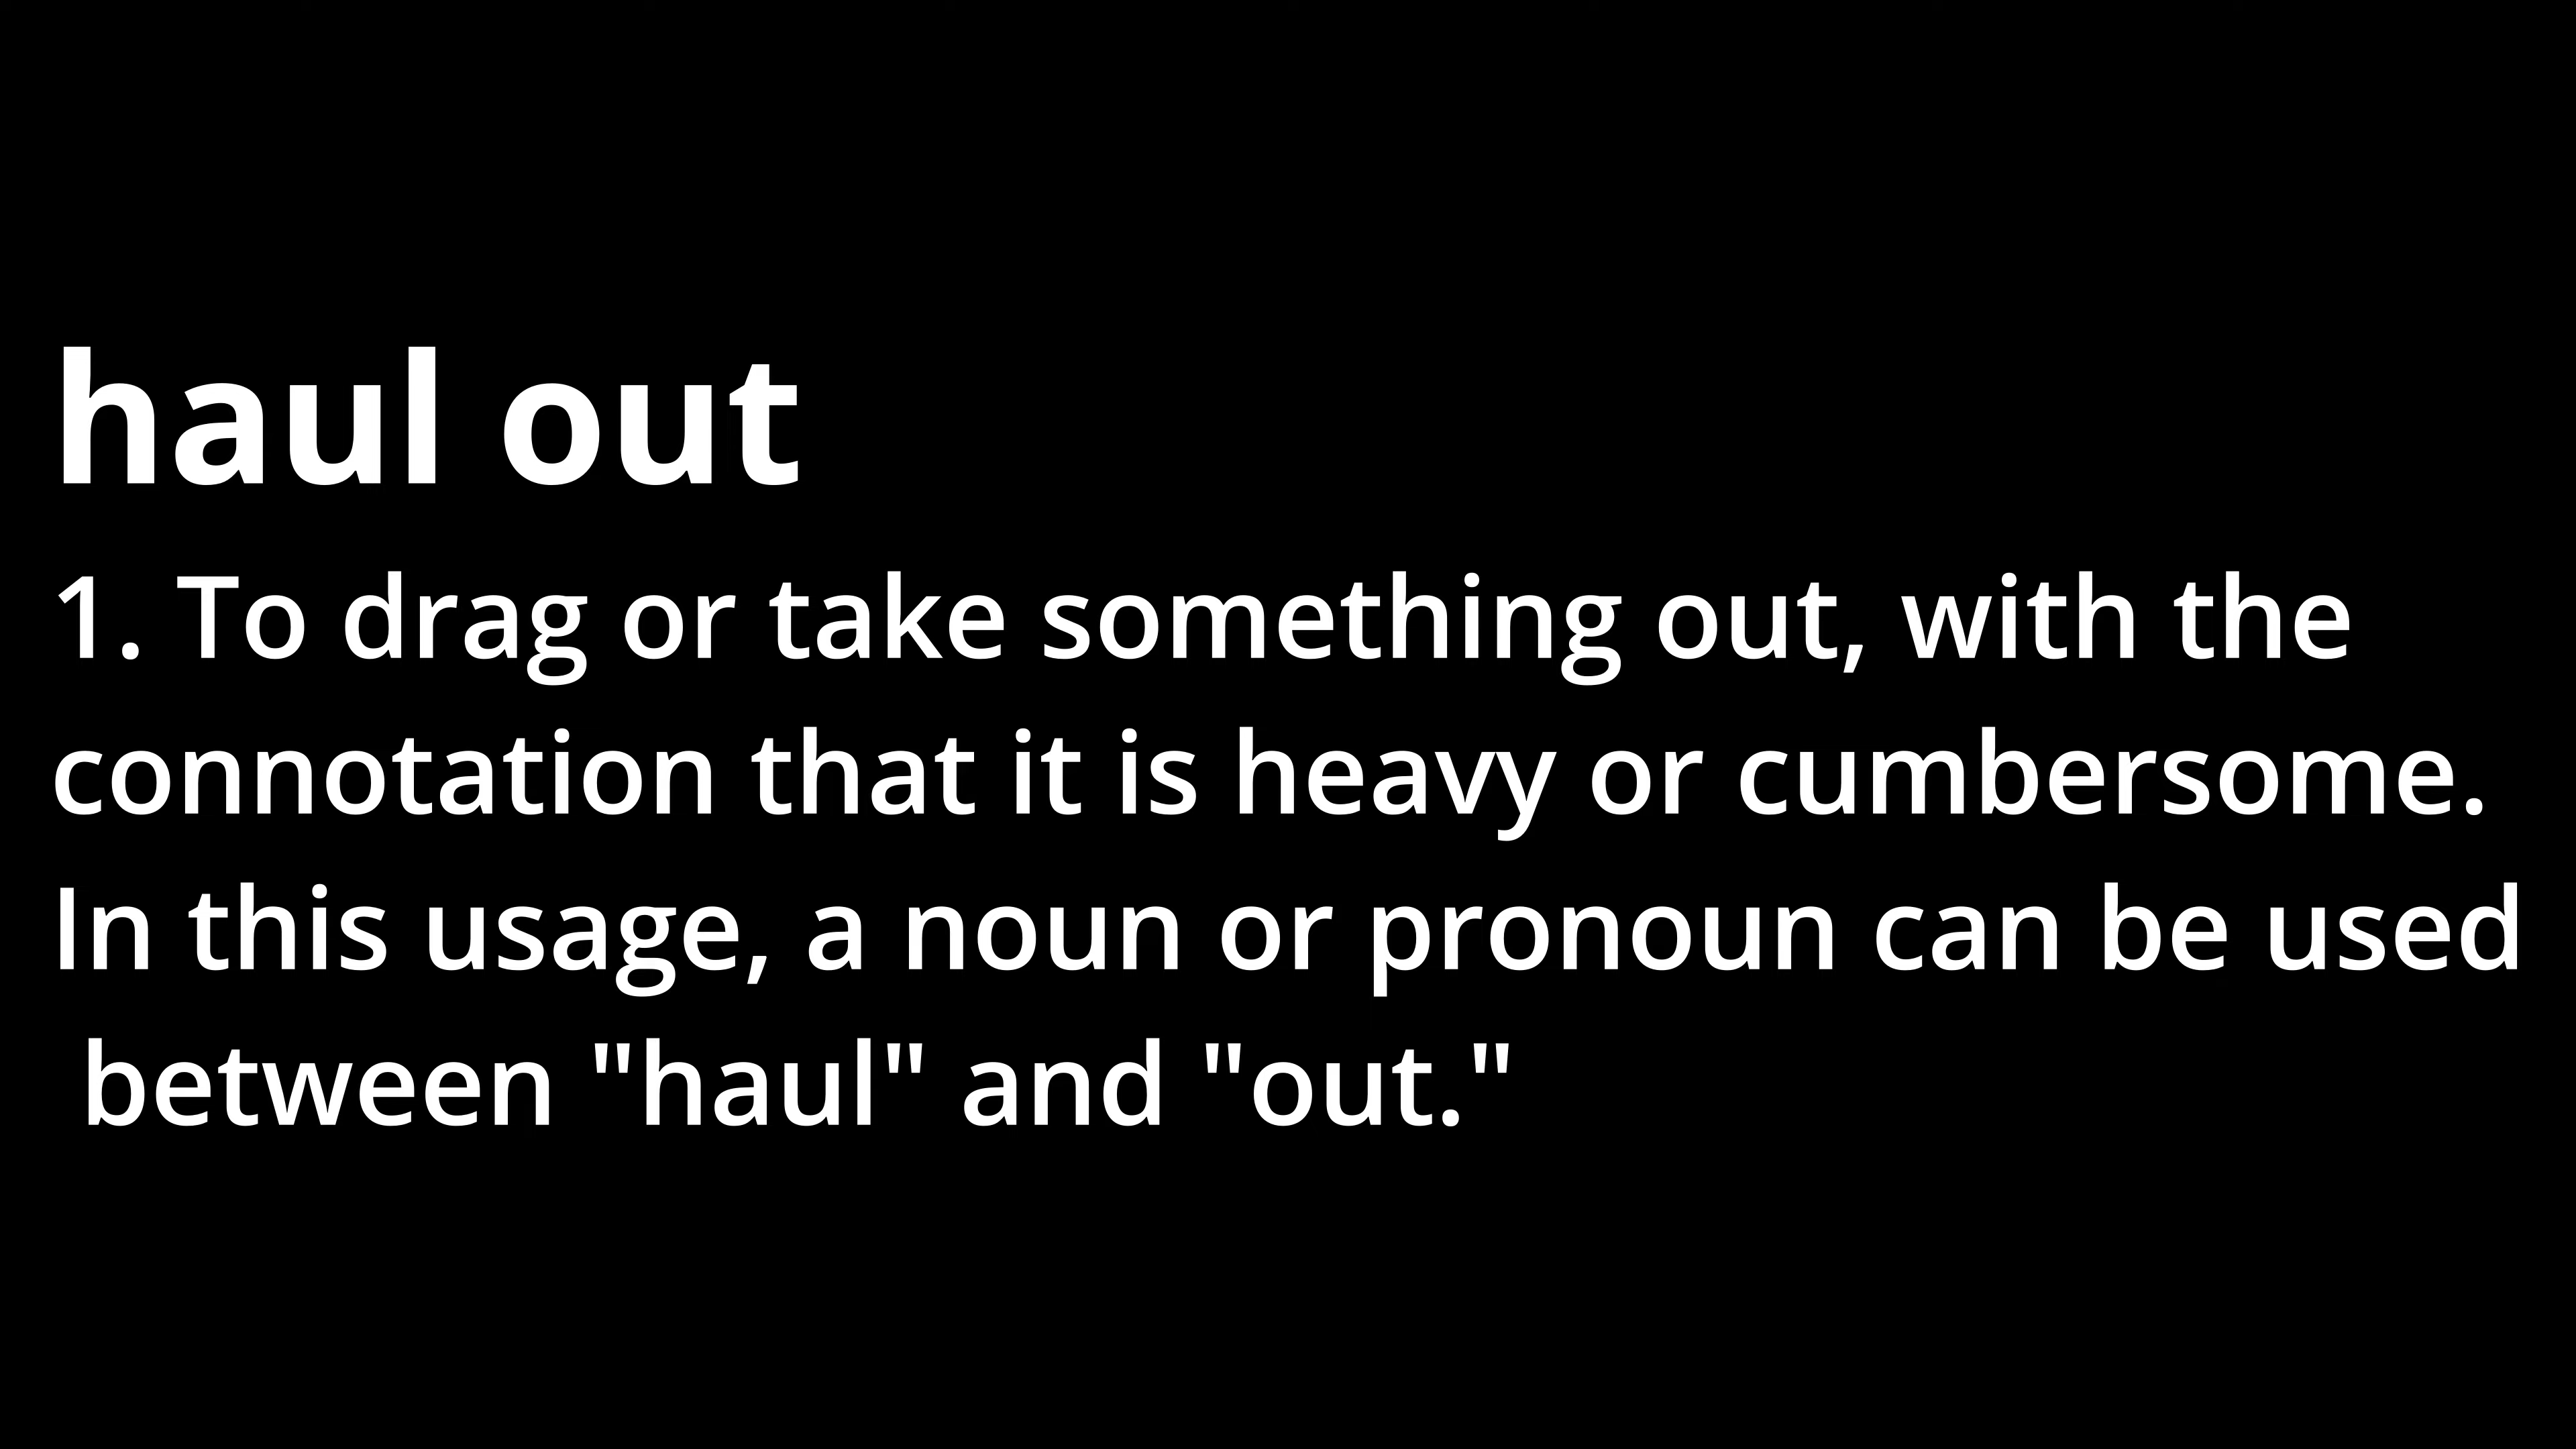 haul out
1. To drag or take something out, with the
connotation that it is heavy or cumbersome.
In this usage, a noun or pronoun can be used
between "haul" and "out."